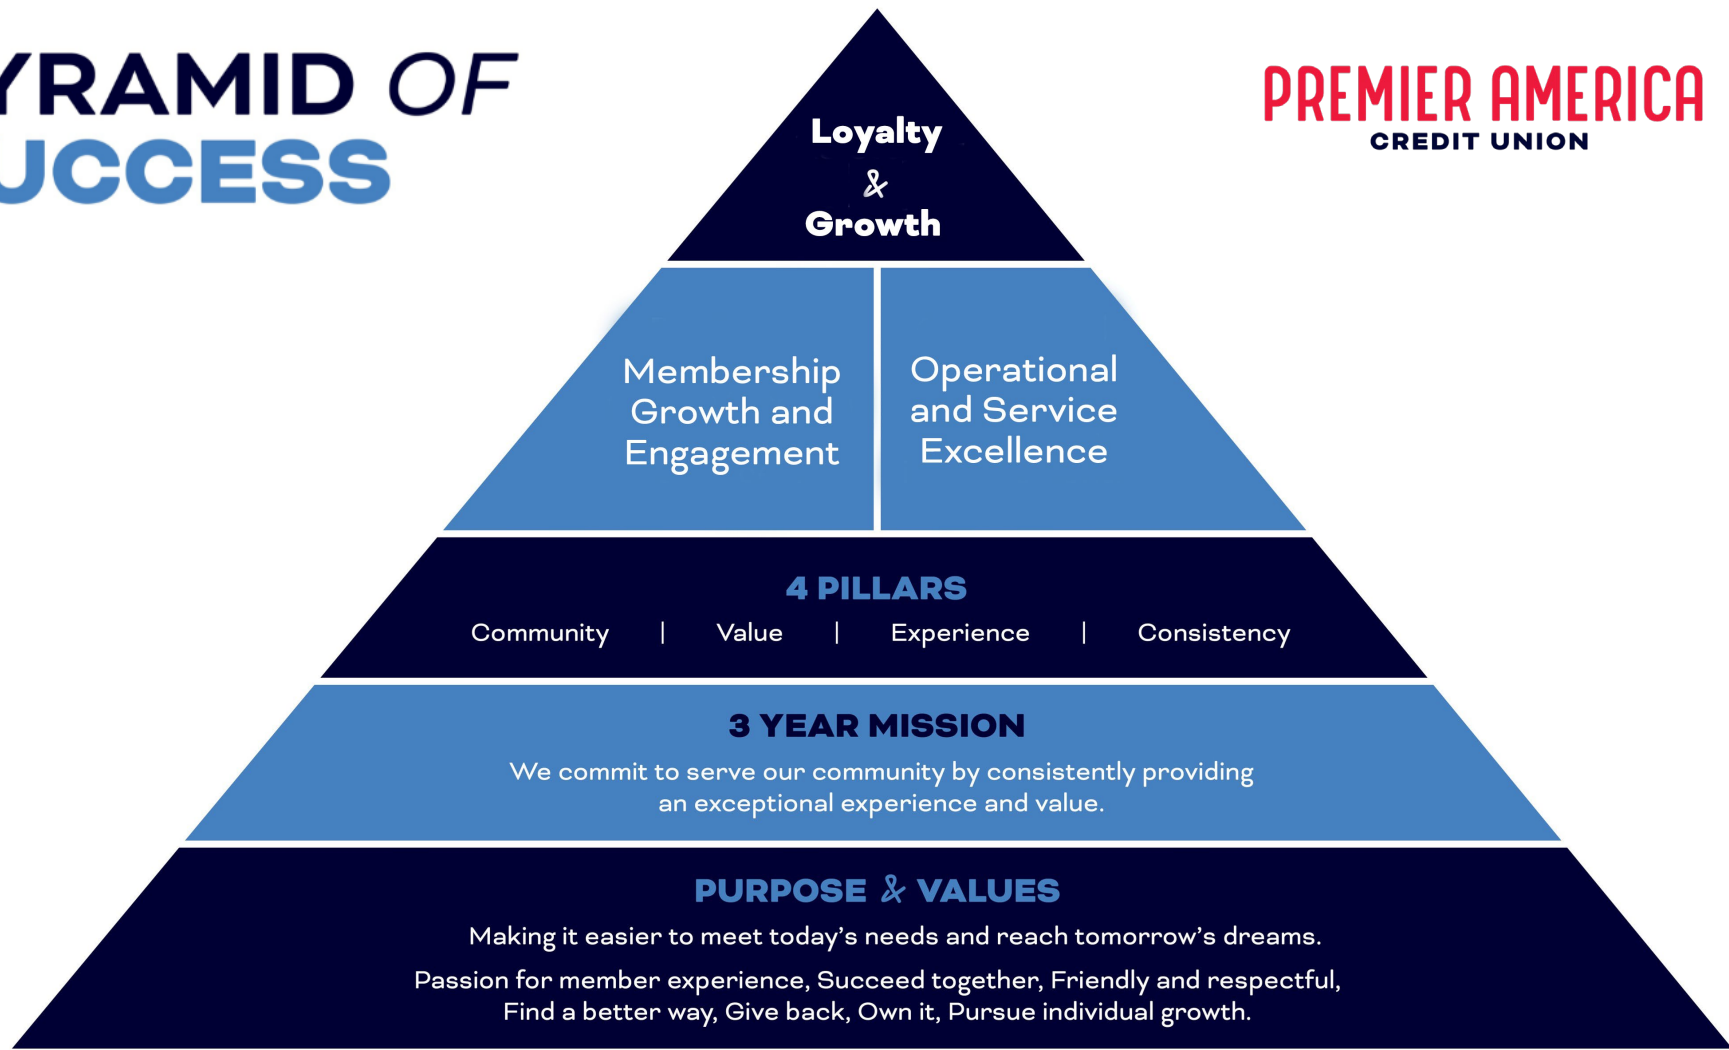 YRAMID OF
UCCESS
PREMIER AMERICA
CREDIT UNION
Loyalty
&
Growth
Membership
Growth and
Engagement
Operational
and Service
Excellence
4 PILLARS
Community | Value | Experience | Consistency
3 YEAR MISSION
We commit to serve our community by consistently providing
an exceptional experience and value.
PURPOSE & VALUES
Making it easier to meet today's needs and reach tomorrow's dreams.
Passion for member experience, Succeed together, Friendly and respectful,
Find a better way, Give back, Own it, Pursue individual growth.